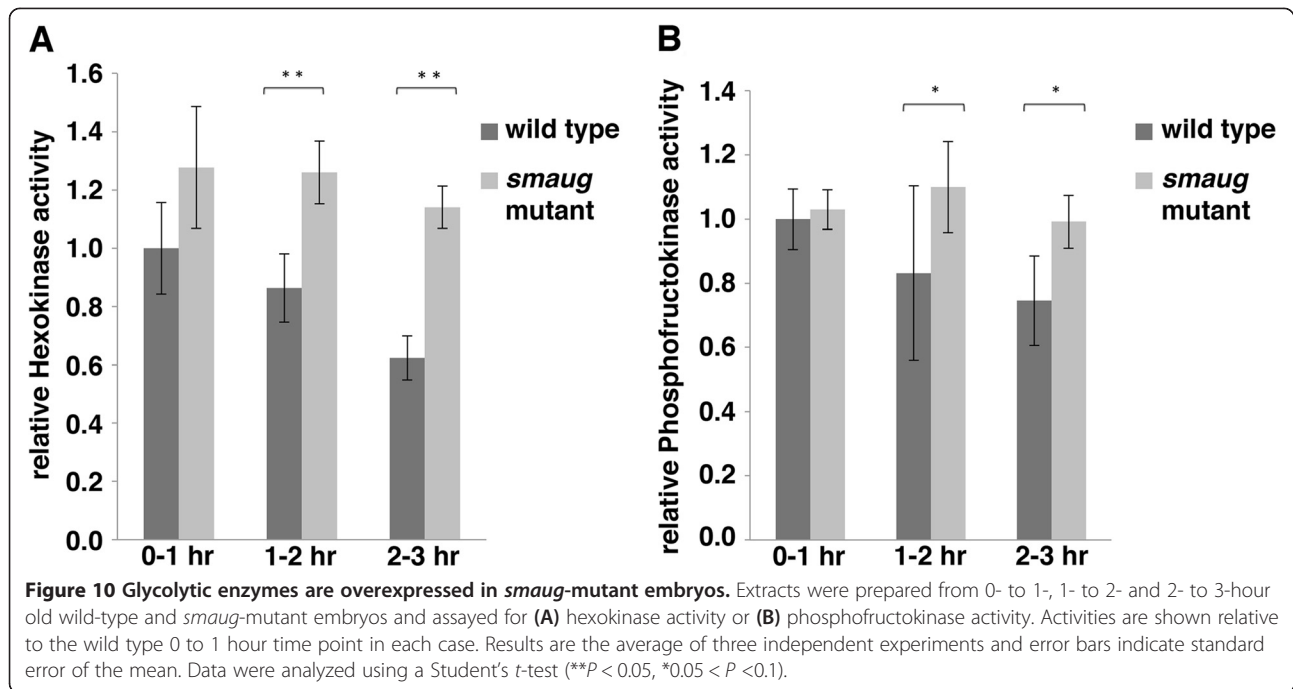 A
B
1.6
1.4
1.2
1.0
0.8
0.6
0.4
0.2
0.0
relative Hexokinase activity
* *
* *
wild type
smaug
mutant
0-1 hr 1-2 hr 2-3 hr
1.4
1.2
1.0
0.8
0.6
0.4
0.2
0.0
relative Phosphofructokinase activity
*
*
wild type
smaug
mutant
0-1 hr 1-2 hr 2-3 hr
Figure 10 Glycolytic enzymes are overexpressed in smaug-mutant embryos. Extracts were prepared from 0- to 1-, 1- to 2- and 2- to 3-hour
old wild-type and smaug-mutant embryos and assayed for (A) hexokinase activity or (B) phosphofructokinase activity. Activities are shown relative
to the wild type 0 to 1 hour time point in each case. Results are the average of three independent experiments and error bars indicate standard
error of the mean. Data were analyzed using a Student's t-test (**P < 0.05, *0.05 < P <0.1).